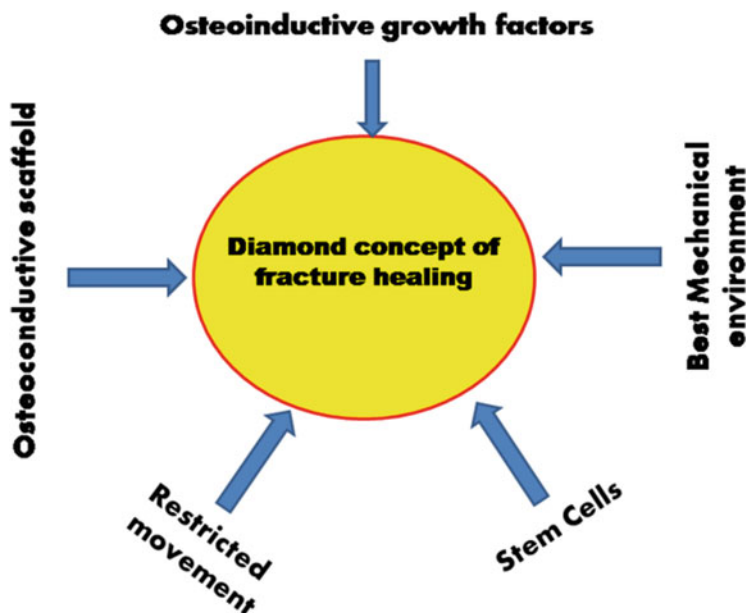 Osteoinductive growth factors
Osteoconductive scaffold
Diamond concept of
fracture healing
Best Mechanical
environment
Restricted
movement
Stem Cells